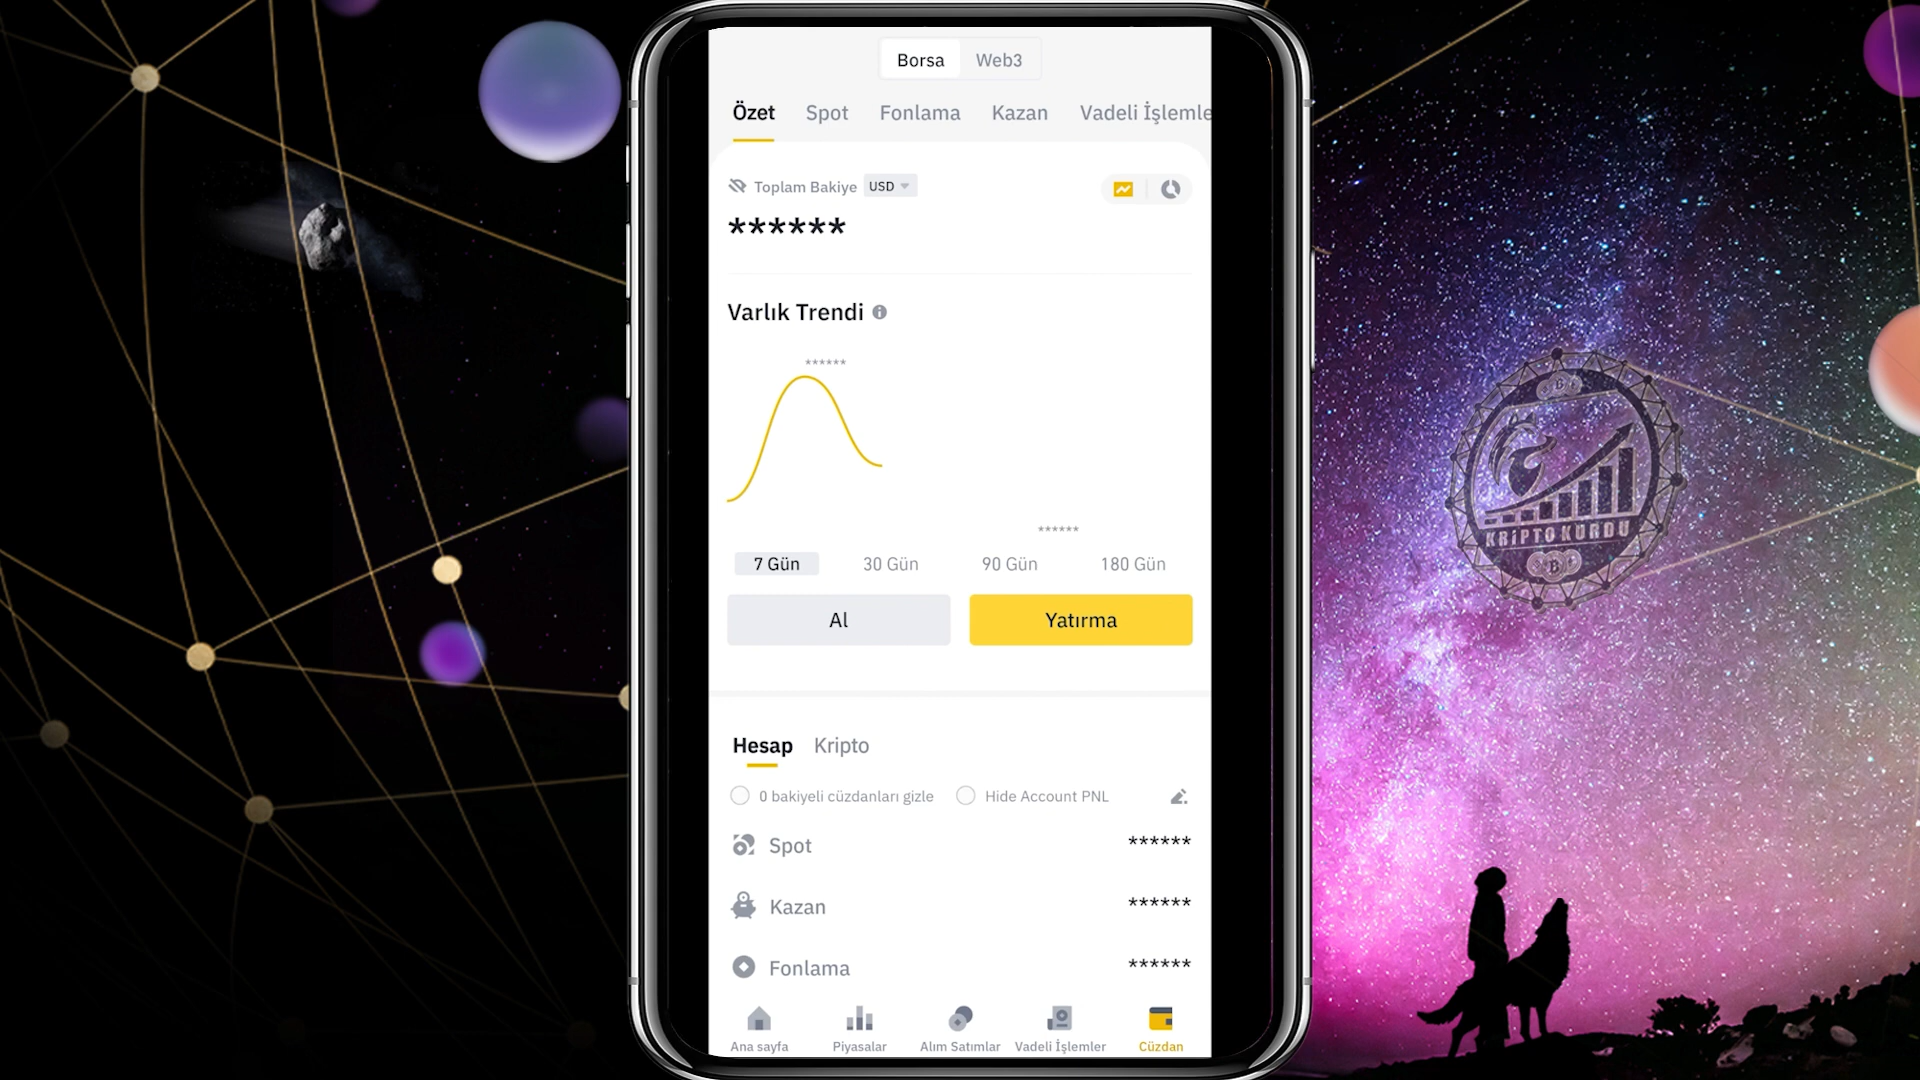 Borsa Web3
Özet Spot Fonlama Kazan Vadeli İşlemle
Toplam Bakiye USD
******
Varlık Trendi
******
******
7 Gün 30 Gün 90 Gün 180 Gün
Al Yatırma
Hesap Kripto
0 bakiyeli cüzdanları gizle Hide Account PNL
Spot ******
Kazan ******
Fonlama ******
Ana sayfa Piyasalar Alım Satımlar Vadeli İşlemler Cüzdan
KRİPTO KURDU